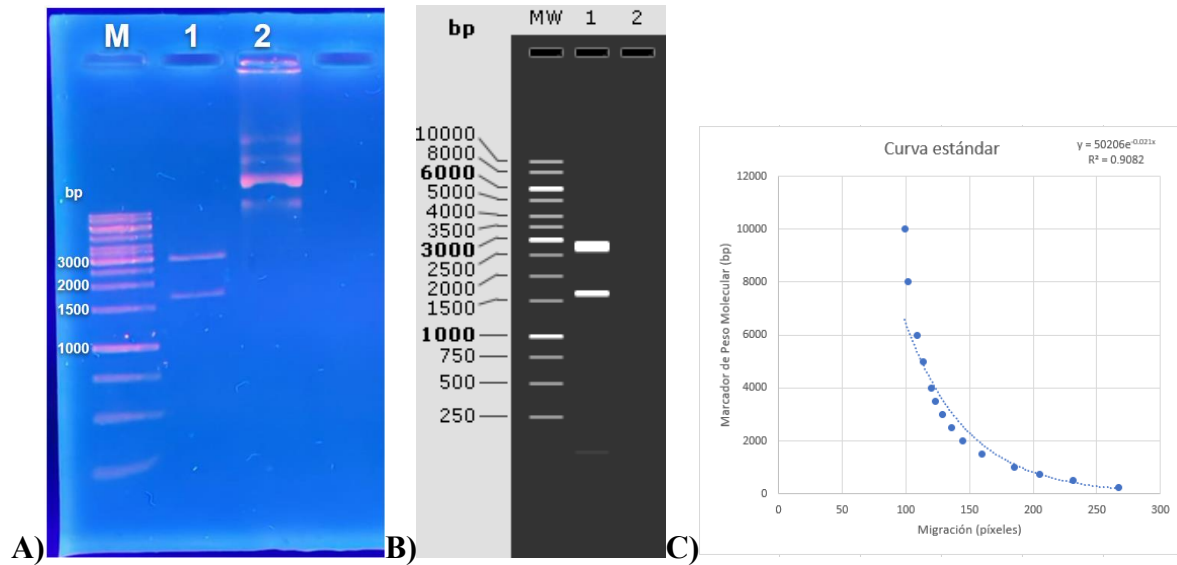 M 1 2
bp
3000
2000
1500
1000
A)
MW 1 2
bp
10000
8000
6000
5000
4000
3500
3000
2500
2000
1500
1000
750
500
250
B)
Curva estándar
y = 50206e^-0.021x
R² = 0.9082
Marcador de Peso Molecular (bp)
12000
10000
8000
6000
4000
2000
0
0 50 100 150 200 250 300
Migración (píxeles)
C)